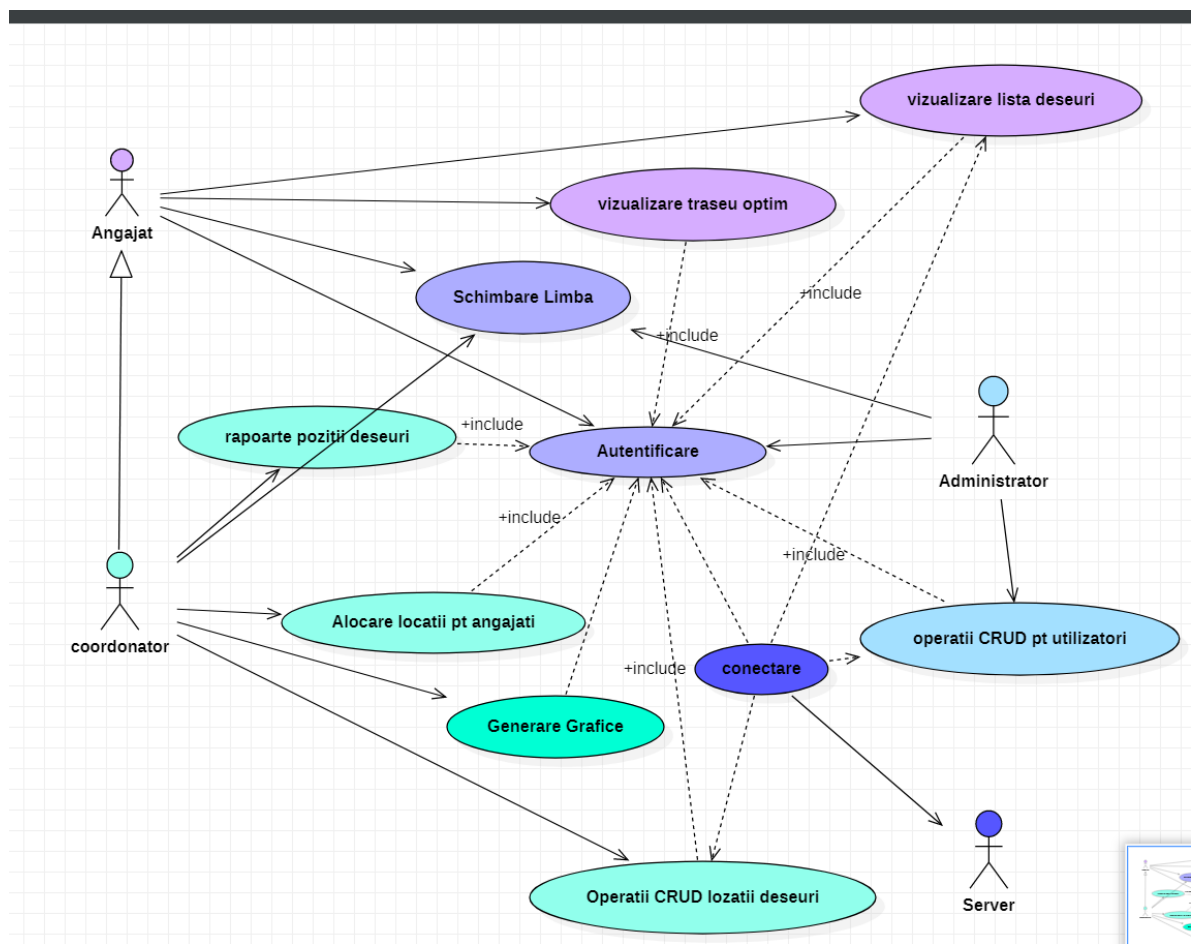 vizualizare lista deseuri
vizualizare traseu optim
Angajat
Schimbare Limba
+include
+include
rapoarte pozitii deseuri
+include
Autentificare
Administrator
+include
+include
Alocare locatii pt angajati
operatii CRUD pt utilizatori
coordonator
+include
conectare
Generare Grafice
Operatii CRUD lozatii deseuri
Server